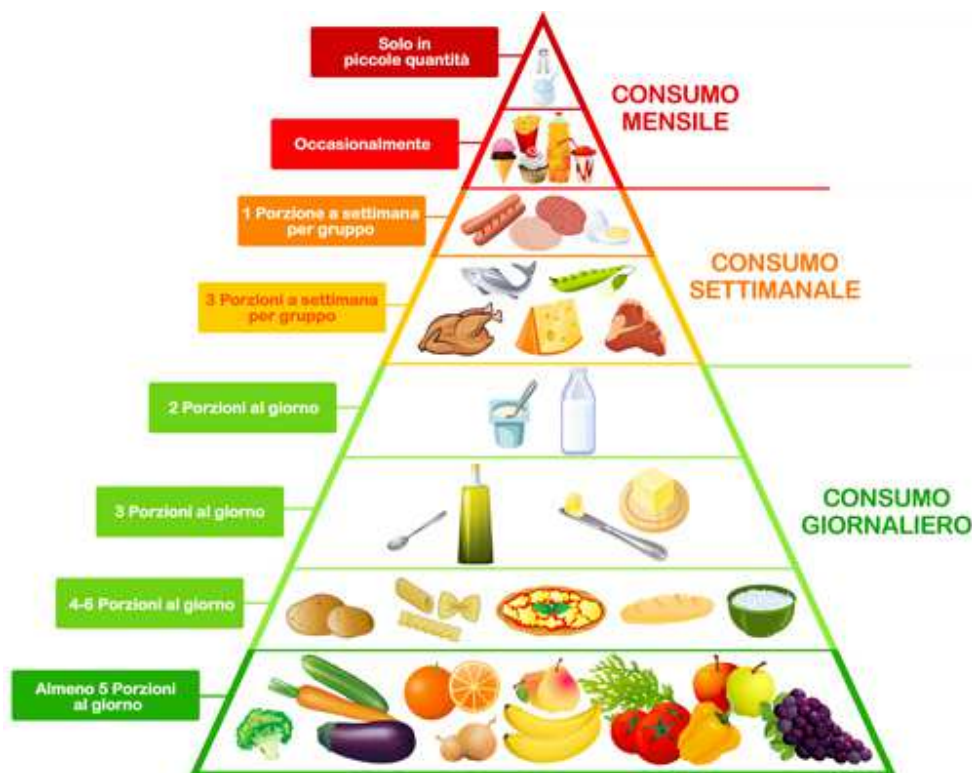 Solo in
piccole quantità
CONSUMO
MENSILE
Occasionalmente
1 Porzione a settimana
per gruppo
CONSUMO
SETTIMANALE
3 Porzioni a settimana
per gruppo
2 Porzioni al giorno
3 Porzioni al giorno
CONSUMO
GIORNALIERO
4-6 Porzioni al giorno
Almeno 5 Porzioni
al giorno